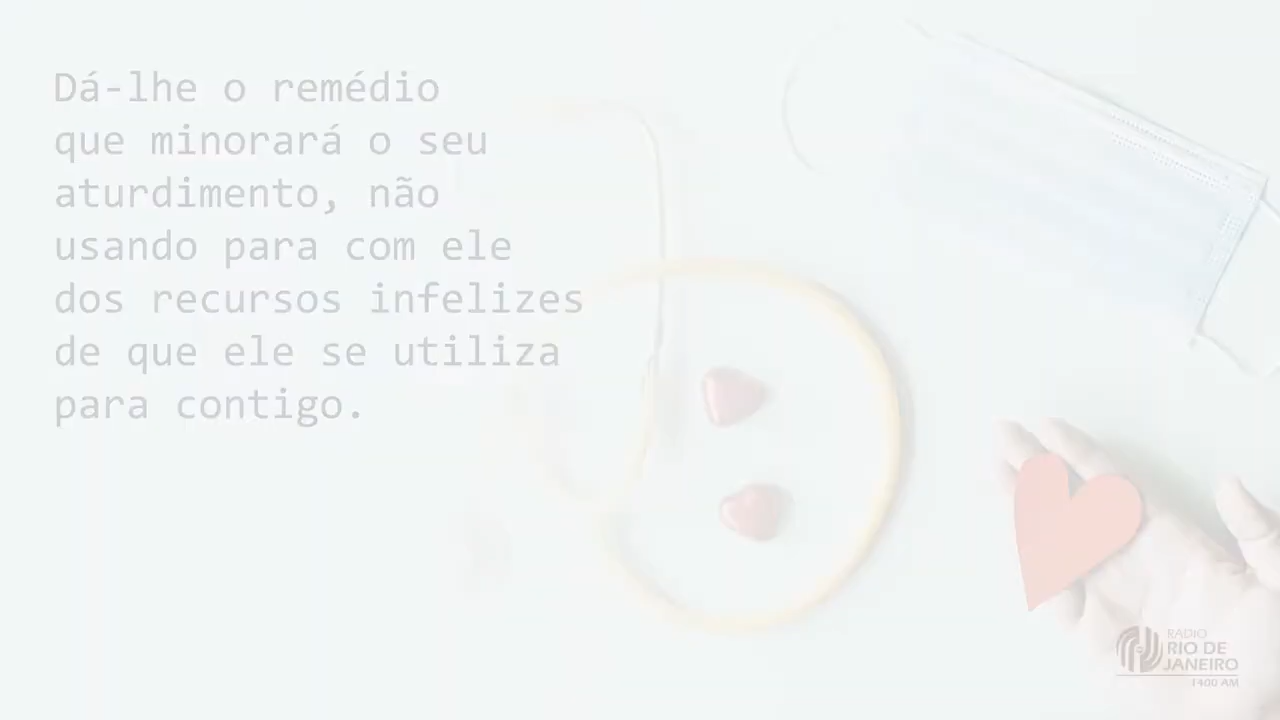 Dá-lhe o remédio
que minorará o seu
aturdimento, não
usando para com ele
dos recursos infelizes
de que ele se utiliza
para contigo.
RADIO
RIO DE
JANEIRO
1400 AM